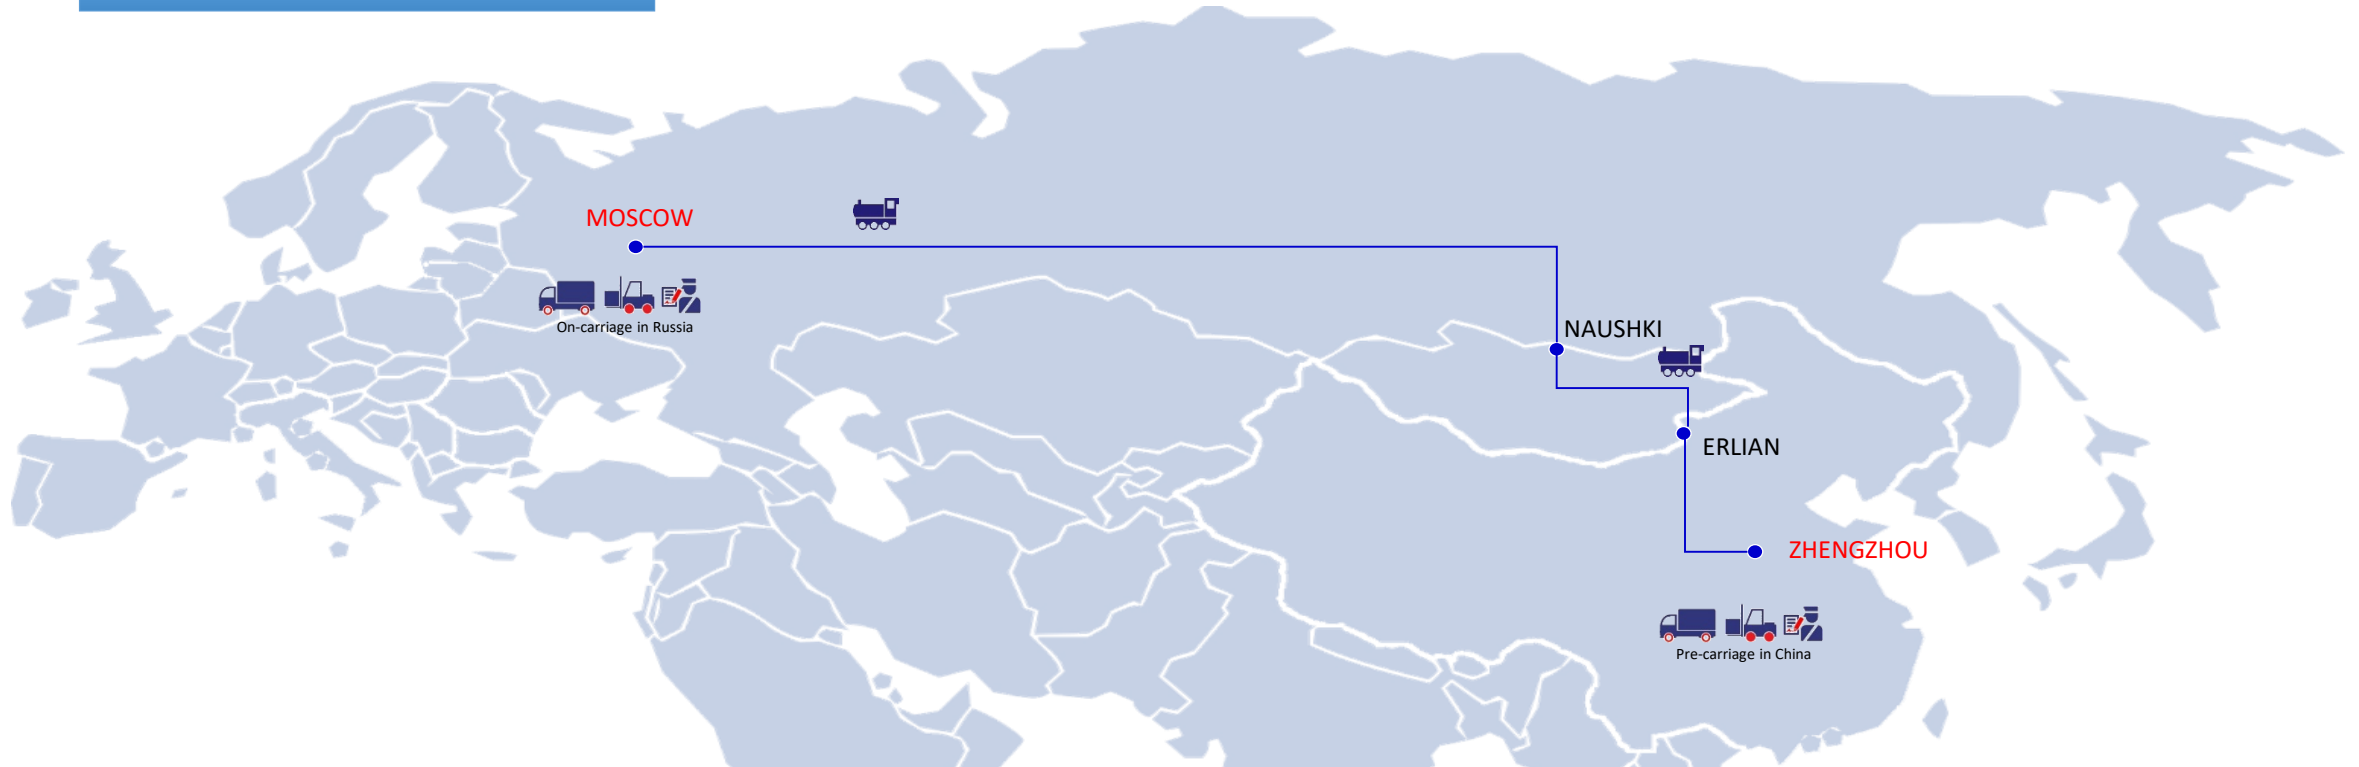 MOSCOW
On-carriage in Russia
NAUSHKI
ERLIAN
ZHENGZHOU
Pre-carriage in China